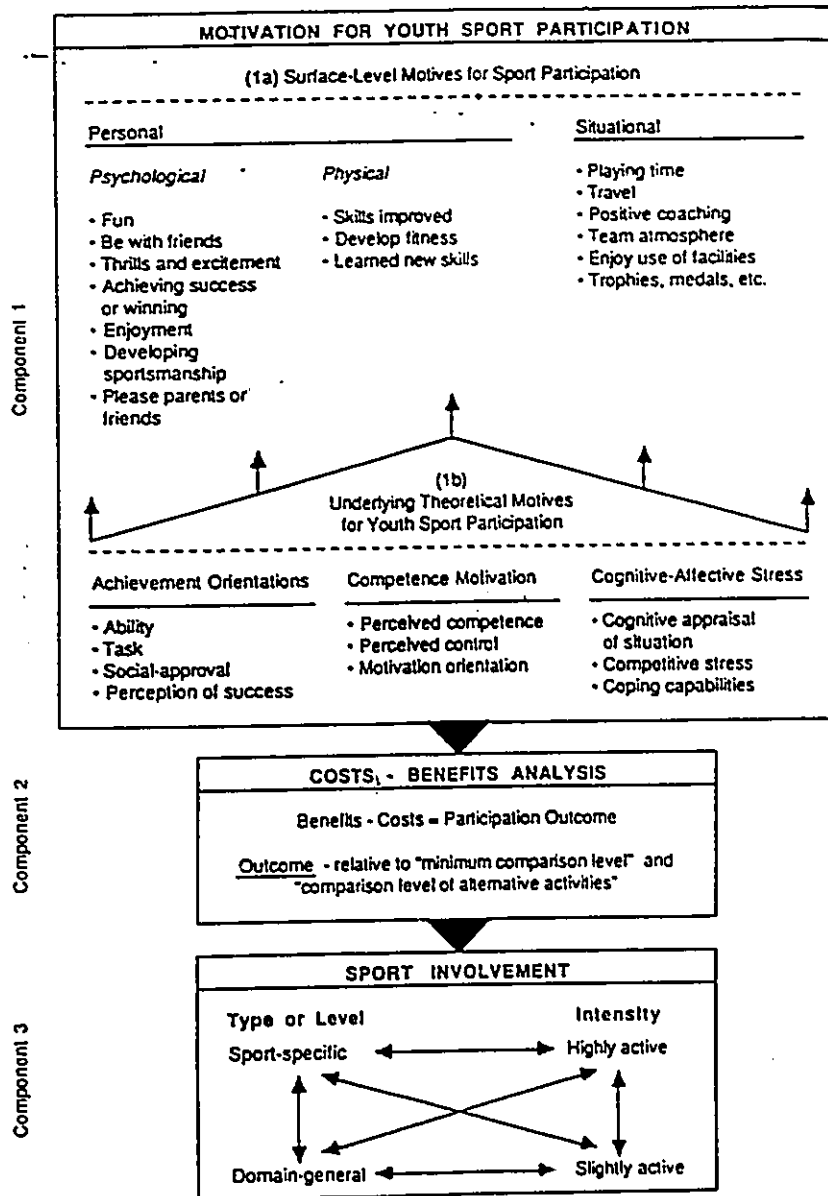 MOTIVATION FOR YOUTH SPORT PARTICIPATION
(1a) Surface-Level Motives for Sport Participation
Personal
Psychological
• Fun
• Be with friends
• Thrills and excitement
• Achieving success
or winning
• Enjoyment
• Developing
sportsmanship
• Please parents or
friends
Physical
• Skills improved
• Develop fitness
• Learned new skills
Situational
• Playing time
• Travel
• Positive coaching
• Team atmosphere
• Enjoy use of facilities
• Trophies, medals, etc.
Component 1
(1b)
Underlying Theoretical Motives
for Youth Sport Participation
Achievement Orientations
• Ability
• Task
• Social-approval
• Perception of success
Competence Motivation
• Perceived competence
• Perceived control
• Motivation orientation
Cognitive-Affective Stress
• Cognitive appraisal
of situation
• Competitive stress
• Coping capabilities
Component 2
COSTS - BENEFITS ANALYSIS
Benefits - Costs = Participation Outcome
Outcome - relative to "minimum comparison level" and
"comparison level of alternative activities"
Component 3
SPORT INVOLVEMENT
Type or Level
Intensity
Sport-specific
Highly active
Domain-general
Slightly active